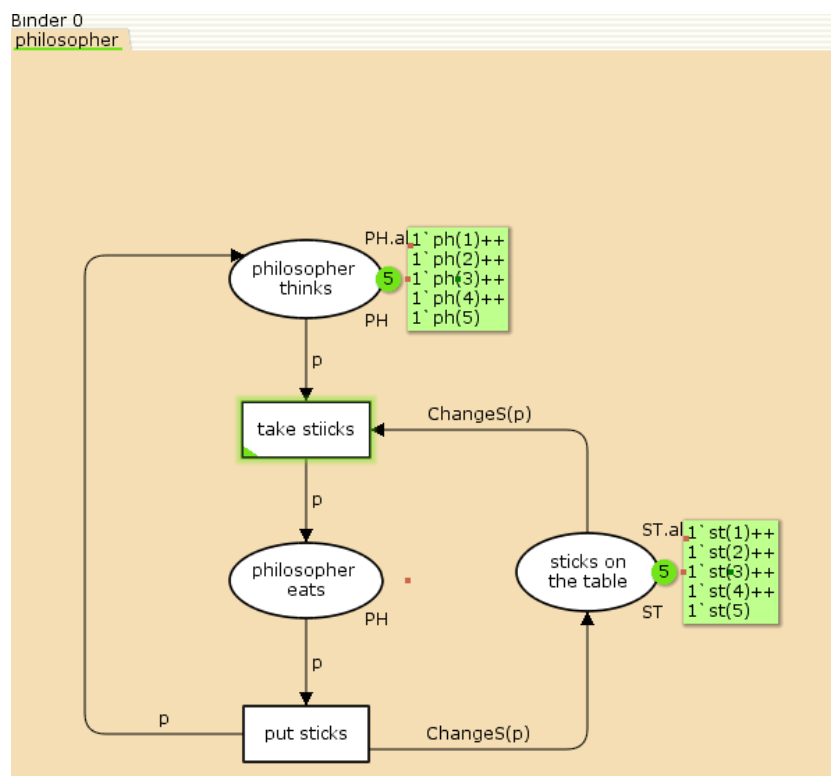 Binder 0
philosopher
PH.al
1`ph(1)++
1`ph(2)++
1`ph(3)++
1`ph(4)++
1`ph(5)
philosopher
thinks
5
PH
p
ChangeS(p)
take stiicks
p
ST.al
1`st(1)++
1`st(2)++
1`st(3)++
1`st(4)++
1`st(5)
philosopher
eats
sticks on
the table
5
PH
ST
p
p
put sticks
ChangeS(p)